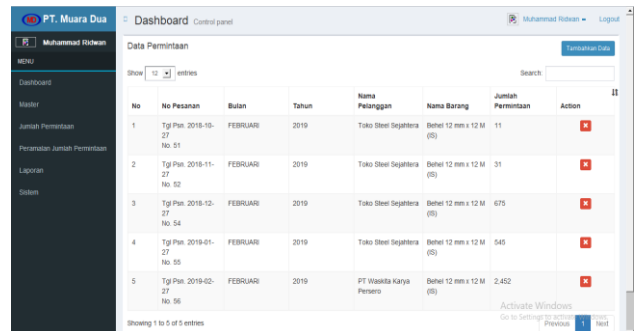 PT. Muara Dua
Dashboard Control panel
Muhammad Ridwan
Logout
Muhammad Ridwan
MENU
Dashboard
Master
Jumlah Permintaan
Peramalan Jumlah Permintaan
Laporan
Sistem
Data Permintaan
Tambahkan Data
Show 12 entries
Search:
No No Pesanan Bulan Tahun Nama Pelanggan Nama Barang Jumlah Permintaan Action
1 Tgl Psn. 2018-10-27 No. 51 FEBRUARI 2019 Toko Steel Sejahtera Behel 12 mm x 12 M (IS) 11
2 Tgl Psn. 2018-11-27 No. 52 FEBRUARI 2019 Toko Steel Sejahtera Behel 12 mm x 12 M (IS) 31
3 Tgl Psn. 2018-12-27 No. 54 FEBRUARI 2019 Toko Steel Sejahtera Behel 12 mm x 12 M (IS) 675
4 Tgl Psn. 2019-01-27 No. 55 FEBRUARI 2019 Toko Steel Sejahtera Behel 12 mm x 12 M (IS) 545
5 Tgl Psn. 2019-02-27 No. 56 FEBRUARI 2019 PT Waskita Karya Persero Behel 12 mm x 12 M (IS) 2,452
Activate Windows
Go to Settings to activate Windows.
Showing 1 to 5 of 5 entries
Previous 1 Next